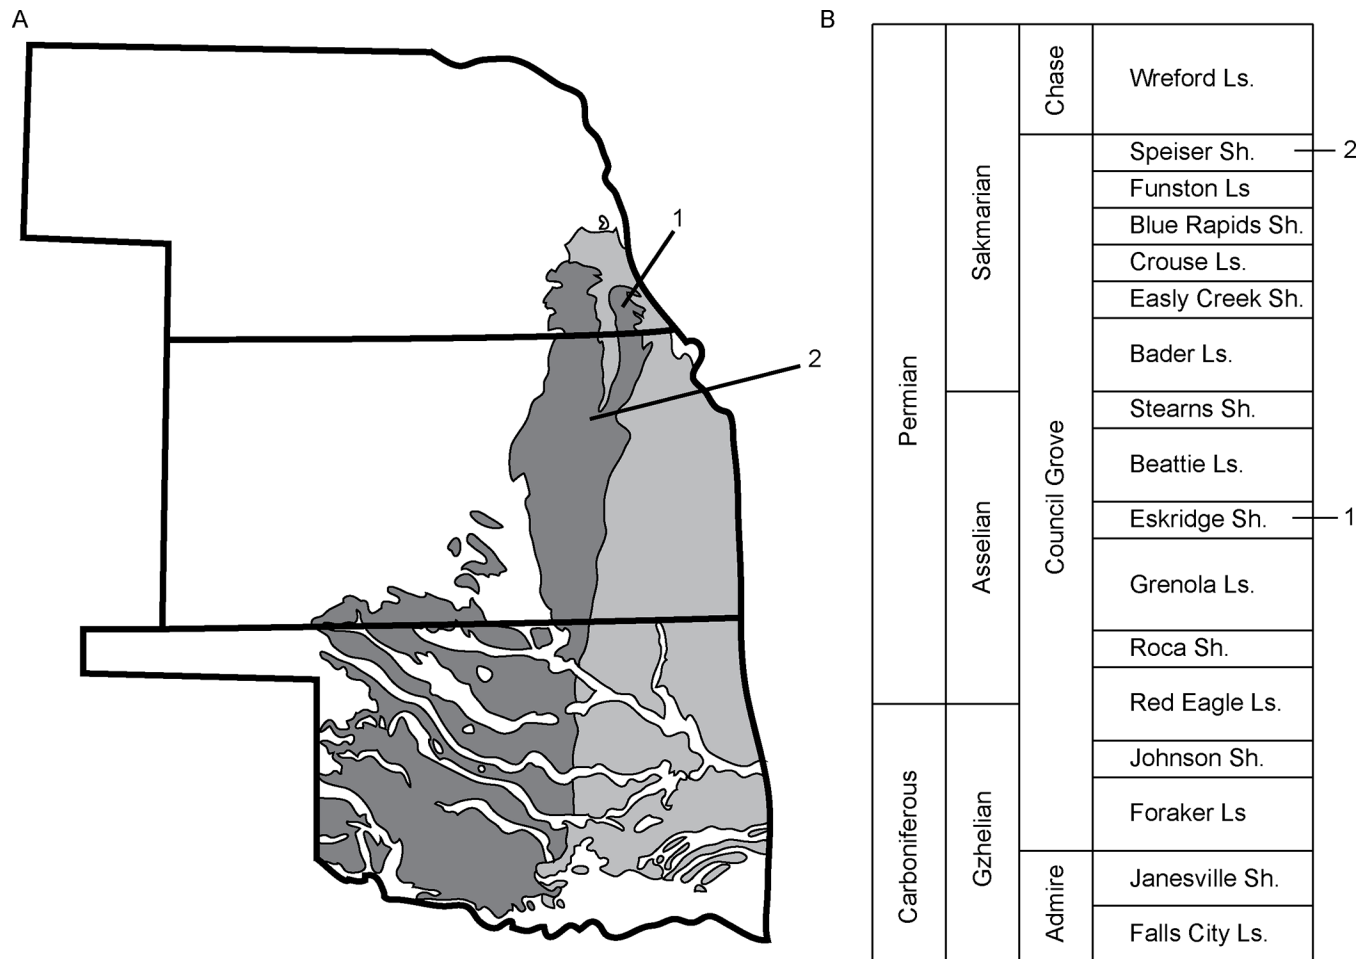 A
1
2
B
Permian
Carboniferous
Sakmarian
Asselian
Gzhelian
Chase
Council Grove
Admire
Wreford Ls.
Speiser Sh.
2
Funston Ls
Blue Rapids Sh.
Crouse Ls.
Easly Creek Sh.
Bader Ls.
Stearns Sh.
Beattie Ls.
Eskridge Sh.
1
Grenola Ls.
Roca Sh.
Red Eagle Ls.
Johnson Sh.
Foraker Ls
Janesville Sh.
Falls City Ls.